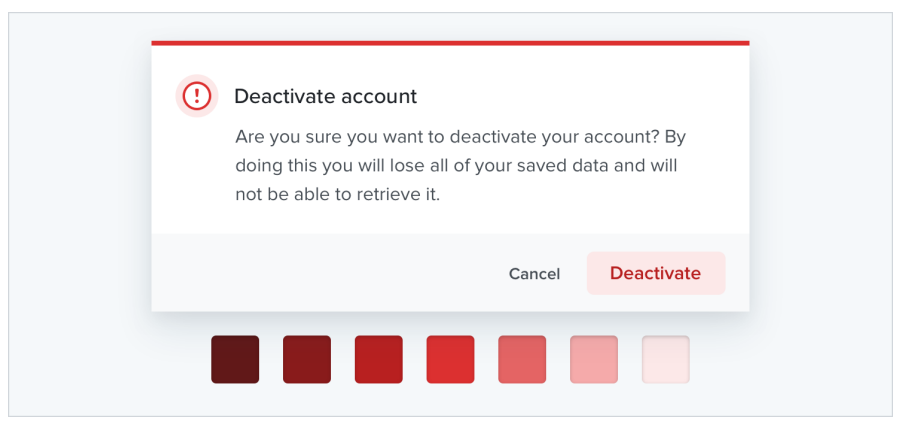 Deactivate account
Are you sure you want to deactivate your account? By
doing this you will lose all of your saved data and will
not be able to retrieve it.
Cancel
Deactivate